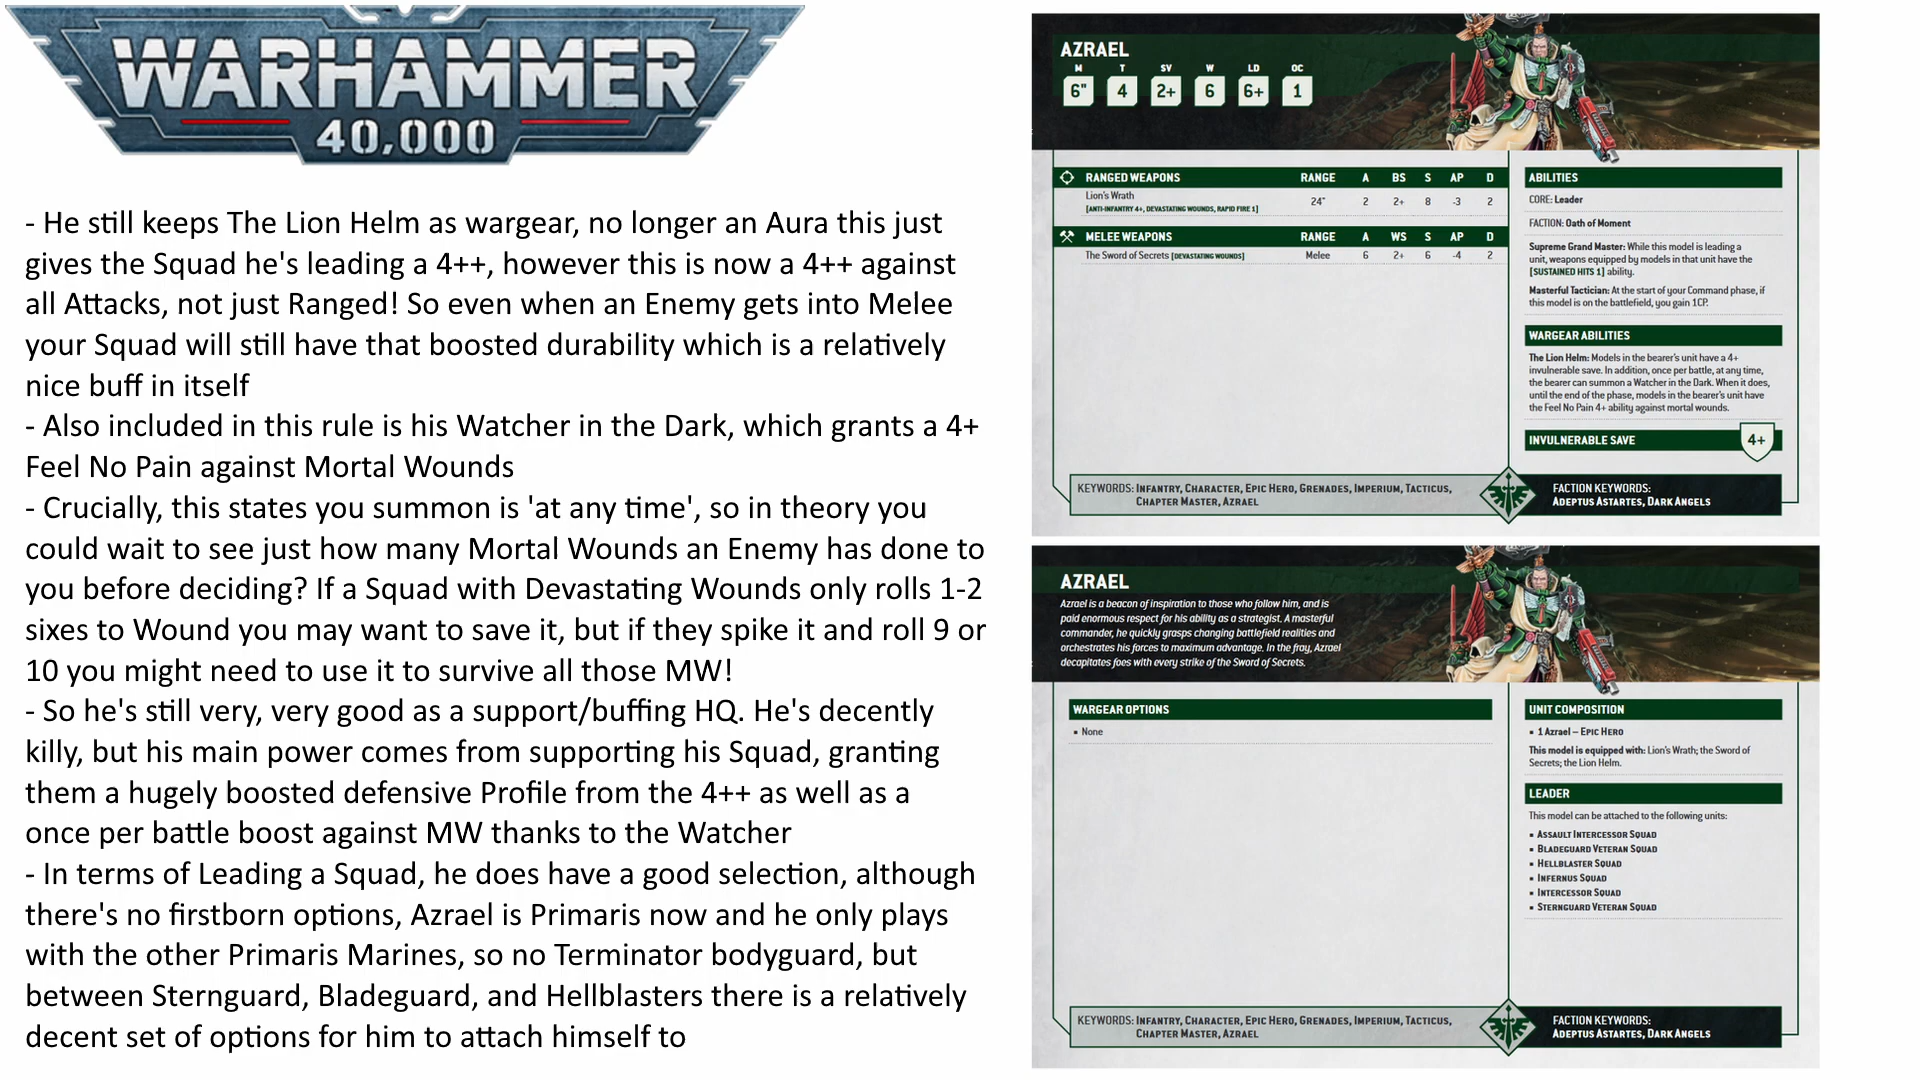 WARHAMMER
40,000
- He still keeps The Lion Helm as wargear, no longer an Aura this just
gives the Squad he's leading a 4++, however this is now a 4++ against
all Attacks, not just Ranged! So even when an Enemy gets into Melee
your Squad will still have that boosted durability which is a relatively
nice buff in itself
- Also included in this rule is his Watcher in the Dark, which grants a 4+
Feel No Pain against Mortal Wounds
- Crucially, this states you summon is 'at any time', so in theory you
could wait to see just how many Mortal Wounds an Enemy has done to
you before deciding? If a Squad with Devastating Wounds only rolls 1-2
sixes to Wound you may want to save it, but if they spike it and roll 9 or
10 you might need to use it to survive all those MW!
- So he's still very, very good as a support/buffing HQ. He's decently
killy, but his main power comes from supporting his Squad, granting
them a hugely boosted defensive Profile from the 4++ as well as a
once per battle boost against MW thanks to the Watcher
- In terms of Leading a Squad, he does have a good selection, although
there's no firstborn options, Azrael is Primaris now and he only plays
with the other Primaris Marines, so no Terminator bodyguard, but
between Sternguard, Bladeguard, and Hellblasters there is a relatively
decent set of options for him to attach himself to
AZRAEL
M T SV W LD OC
6" 4 2+ 6 6+ 1
RANGED WEAPONS RANGE A BS S AP D
Lion's Wrath
[ANTI-INFANTRY 4+, DEVASTATING WOUNDS, RAPID FIRE 1] 24" 2 2+ 8 -3 2
MELEE WEAPONS RANGE A WS S AP D
The Sword of Secrets [DEVASTATING WOUNDS] Melee 6 2+ 6 -4 2
ABILITIES
CORE: Leader
FACTION: Oath of Moment
Supreme Grand Master: While this model is leading a
unit, weapons equipped by models in that unit have the
[SUSTAINED HITS 1] ability.
Masterful Tactician: At the start of your Command phase, if
this model is on the battlefield, you gain 1CP.
WARGEAR ABILITIES
The Lion Helm: Models in the bearer's unit have a 4+
invulnerable save. In addition, once per battle, at any time,
the bearer can summon a Watcher in the Dark. When it does,
until the end of the phase, models in the bearer's unit have
the Feel No Pain 4+ ability against mortal wounds.
INVULNERABLE SAVE 4+
KEYWORDS: INFANTRY, CHARACTER, EPIC HERO, GRENADES, IMPERIUM, TACTICUS,
CHAPTER MASTER, AZRAEL
FACTION KEYWORDS:
ADEPTUS ASTARTES, DARK ANGELS
AZRAEL
Azrael is a beacon of inspiration to those who follow him, and is
paid enormous respect for his ability as a strategist. A masterful
commander, he quickly grasps changing battlefield realities and
orchestrates his forces to maximum advantage. In the fray, Azrael
decapitates foes with every strike of the Sword of Secrets.
WARGEAR OPTIONS
▪ None
UNIT COMPOSITION
▪ 1 Azrael – EPIC HERO
This model is equipped with: Lion's Wrath; the Sword of
Secrets; the Lion Helm.
LEADER
This model can be attached to the following units:
▪ ASSAULT INTERCESSOR SQUAD
▪ BLADEGUARD VETERAN SQUAD
▪ HELLBLASTER SQUAD
▪ INFERNUS SQUAD
▪ INTERCESSOR SQUAD
▪ STERNGUARD VETERAN SQUAD
KEYWORDS: INFANTRY, CHARACTER, EPIC HERO, GRENADES, IMPERIUM, TACTICUS,
CHAPTER MASTER, AZRAEL
FACTION KEYWORDS:
ADEPTUS ASTARTES, DARK ANGELS